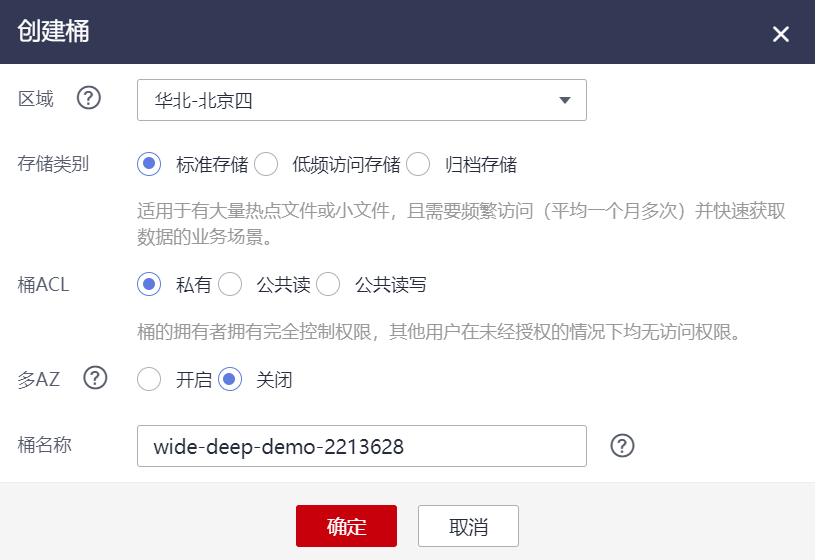 创建桶
区域 华北-北京四
存储类别 标准存储 低频访问存储 归档存储
适用于有大量热点文件或小文件，且需要频繁访问（平均一个月多次）并快速获取
数据的业务场景。
桶ACL 私有 公共读 公共读写
桶的拥有者拥有完全控制权限，其他用户在未经授权的情况下均无访问权限。
多AZ 开启 关闭
桶名称 wide-deep-demo-2213628
确定 取消